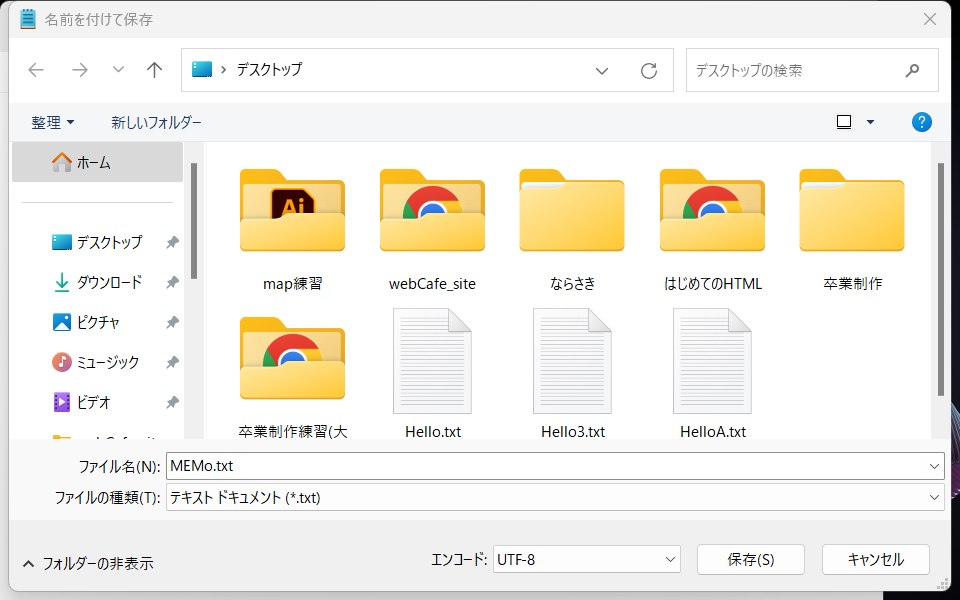 名前を付けて保存
デスクトップ
デスクトップの検索
整理
新しいフォルダー
?
ホーム
デスクトップ
ダウンロード
ピクチャ
ミュージック
ビデオ
Ai
map練習
webCafe_site
ならさき
はじめてのHTML
卒業制作
卒業制作練習(大
Hello.txt
Hello3.txt
HelloA.txt
ファイル名(N):
MEMo.txt
ファイルの種類(T):
テキスト ドキュメント (*.txt)
フォルダーの非表示
エンコード:
UTF-8
保存(S)
キャンセル